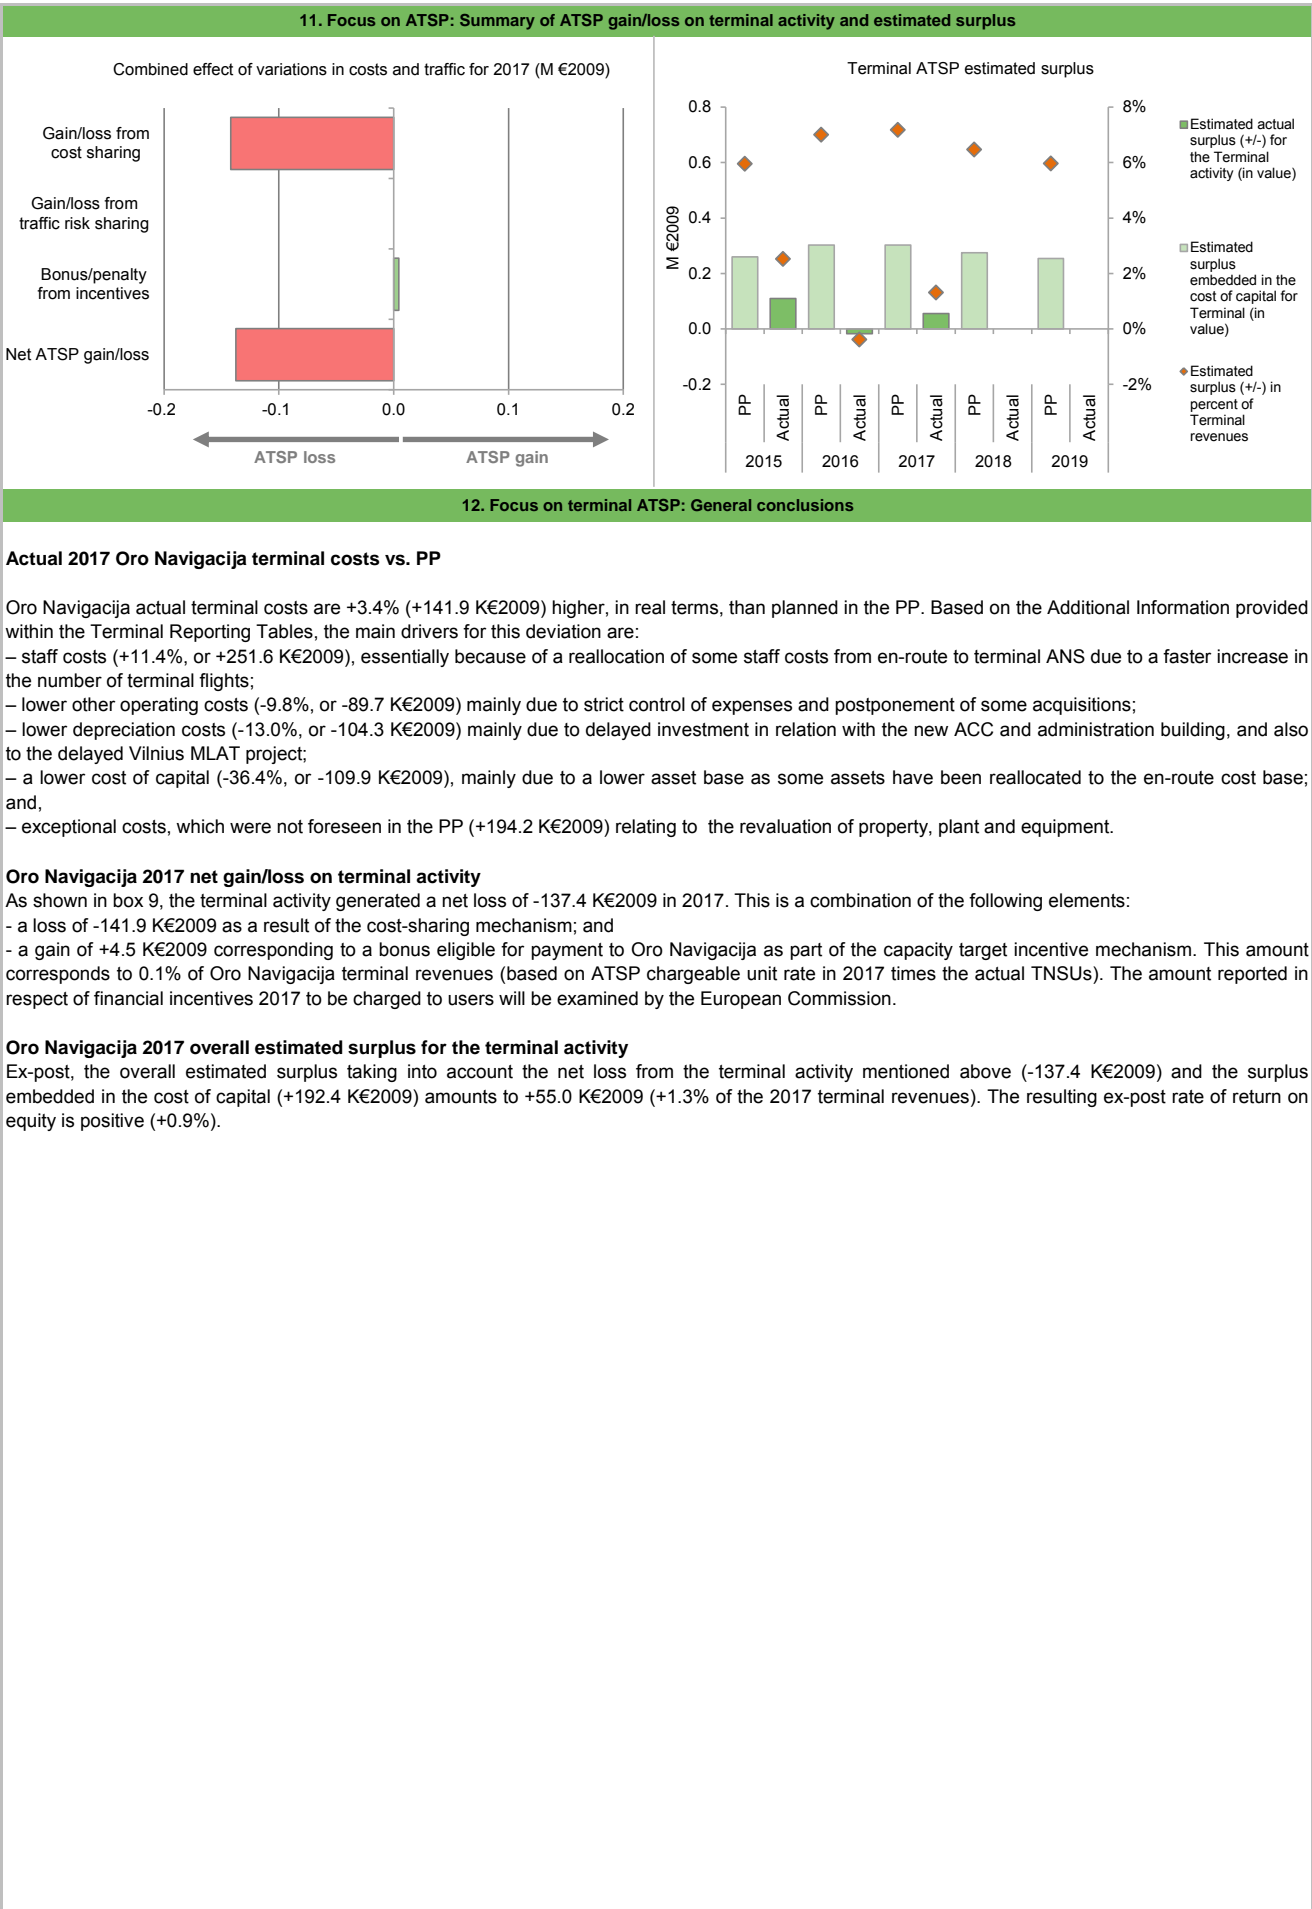 11. Focus on ATSP: Summary of ATSP gain/loss on terminal activity and estimated surplus
Combined effect of variations in costs and traffic for 2017 (M €2009)
Gain/loss from
cost sharing
Gain/loss from
traffic risk sharing
Bonus/penalty
from incentives
Net ATSP gain/loss
-0.2 -0.1 0.0 0.1 0.2
ATSP loss ATSP gain
Terminal ATSP estimated surplus
M €2009
0.8
0.6
0.4
0.2
0.0
-0.2
8%
6%
4%
2%
0%
-2%
PP Actual PP Actual PP Actual PP Actual PP Actual
2015 2016 2017 2018 2019
Estimated actual
surplus (+/-) for
the Terminal
activity (in value)
Estimated
surplus
embedded in the
cost of capital for
Terminal (in
value)
Estimated
surplus (+/-) in
percent of
Terminal
revenues
12. Focus on terminal ATSP: General conclusions
Actual 2017 Oro Navigacija terminal costs vs. PP
Oro Navigacija actual terminal costs are +3.4% (+141.9 K€2009) higher, in real terms, than planned in the PP. Based on the Additional Information provided
within the Terminal Reporting Tables, the main drivers for this deviation are:
– staff costs (+11.4%, or +251.6 K€2009), essentially because of a reallocation of some staff costs from en-route to terminal ANS due to a faster increase in
the number of terminal flights;
– lower other operating costs (-9.8%, or -89.7 K€2009) mainly due to strict control of expenses and postponement of some acquisitions;
– lower depreciation costs (-13.0%, or -104.3 K€2009) mainly due to delayed investment in relation with the new ACC and administration building, and also
to the delayed Vilnius MLAT project;
– a lower cost of capital (-36.4%, or -109.9 K€2009), mainly due to a lower asset base as some assets have been reallocated to the en-route cost base;
and,
– exceptional costs, which were not foreseen in the PP (+194.2 K€2009) relating to the revaluation of property, plant and equipment.
Oro Navigacija 2017 net gain/loss on terminal activity
As shown in box 9, the terminal activity generated a net loss of -137.4 K€2009 in 2017. This is a combination of the following elements:
- a loss of -141.9 K€2009 as a result of the cost-sharing mechanism; and
- a gain of +4.5 K€2009 corresponding to a bonus eligible for payment to Oro Navigacija as part of the capacity target incentive mechanism. This amount
corresponds to 0.1% of Oro Navigacija terminal revenues (based on ATSP chargeable unit rate in 2017 times the actual TNSUs). The amount reported in
respect of financial incentives 2017 to be charged to users will be examined by the European Commission.
Oro Navigacija 2017 overall estimated surplus for the terminal activity
Ex-post, the overall estimated surplus taking into account the net loss from the terminal activity mentioned above (-137.4 K€2009) and the surplus
embedded in the cost of capital (+192.4 K€2009) amounts to +55.0 K€2009 (+1.3% of the 2017 terminal revenues). The resulting ex-post rate of return on
equity is positive (+0.9%).